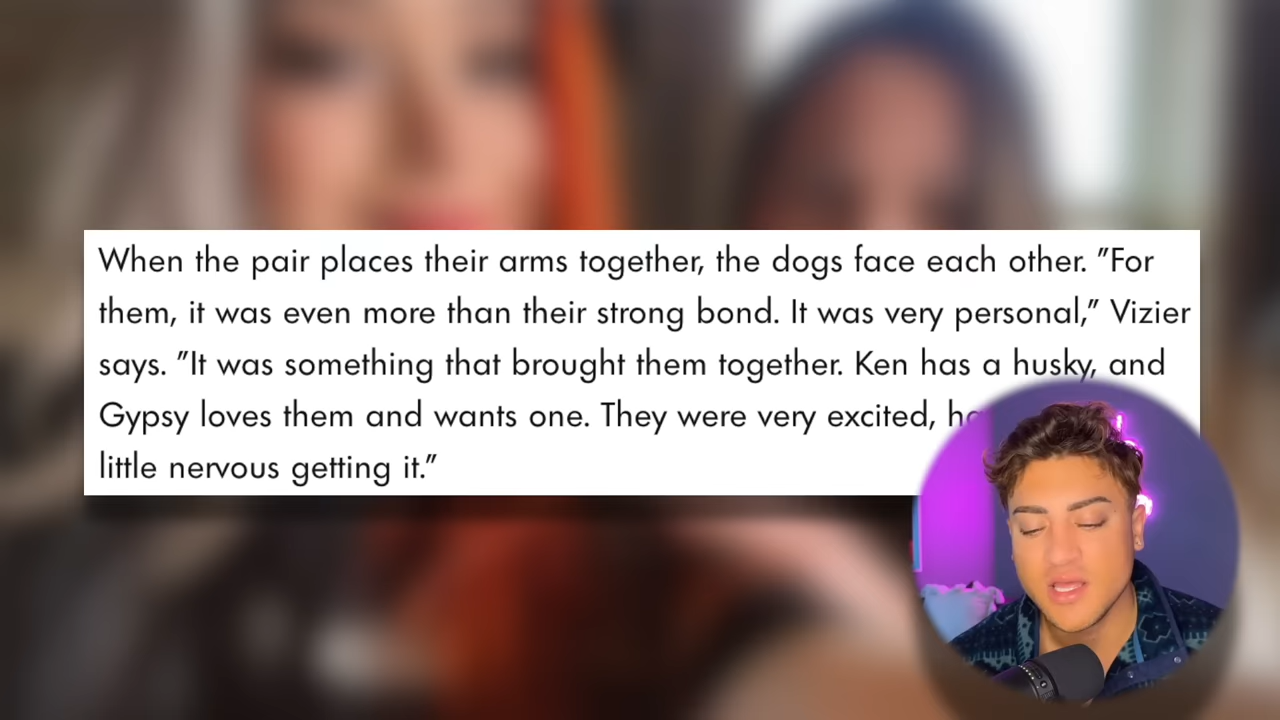 When the pair places their arms together, the dogs face each other. ”For
them, it was even more than their strong bond. It was very personal,” Vizier
says. ”It was something that brought them together. Ken has a husky, and
Gypsy loves them and wants one. They were very excited,
little nervous getting it.”